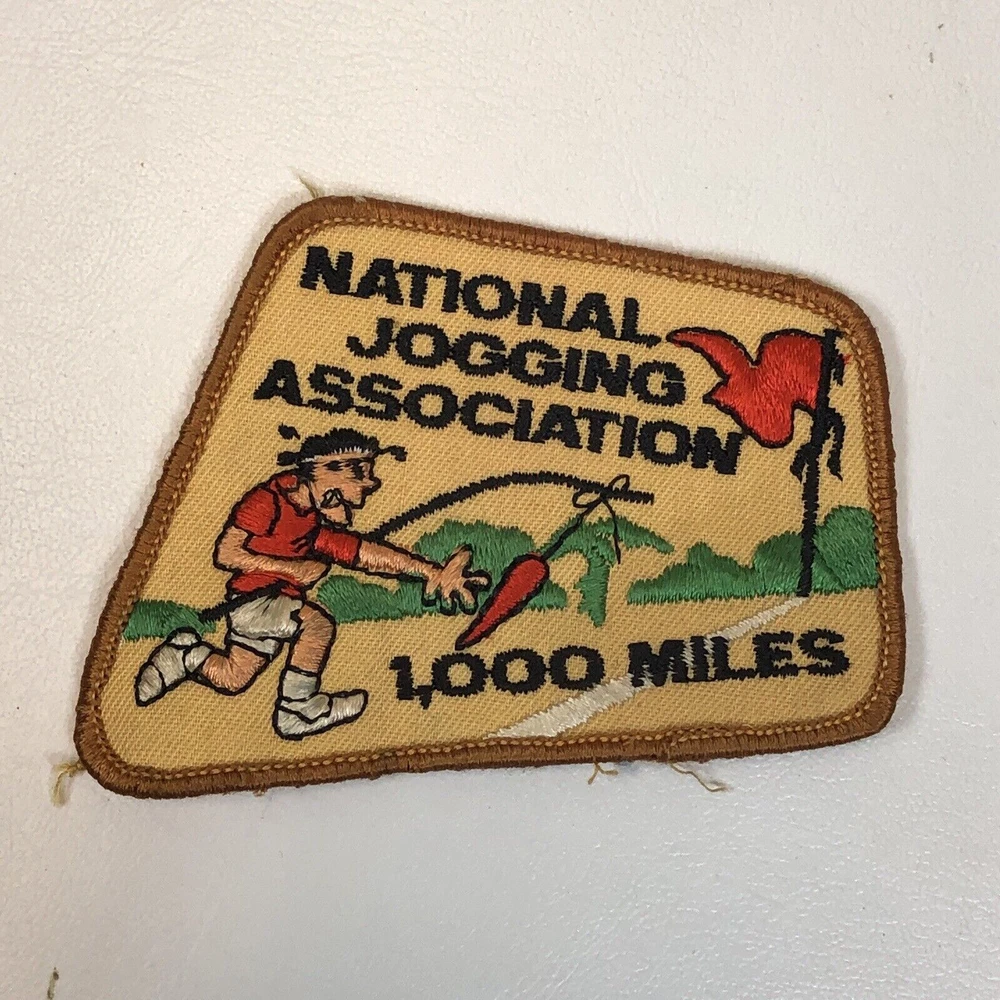 NATIONAL
JOGGING
ASSOCIATION
1,000 MILES